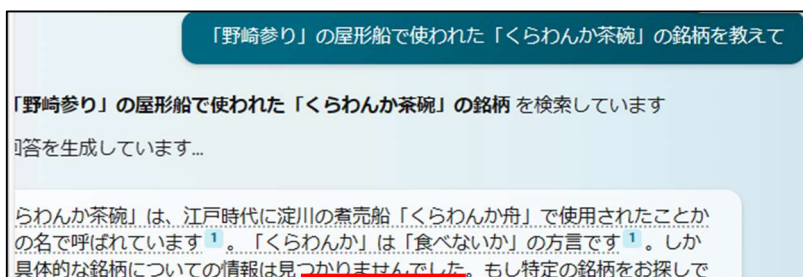 「野崎参り」の屋形船で使われた「くらわんか茶碗」の銘柄を教えて
「野崎参り」の屋形船で使われた「くらわんか茶碗」の銘柄 を検索しています
回答を生成しています...
らわんか茶碗」は、江戸時代に淀川の煮売船「くらわんか舟」で使用されたことか
の名で呼ばれています 1 。「くらわんか」は「食べないか」の方言です 1 。しか
具体的な銘柄についての情報は見つかりませんでした。もし特定の銘柄をお探しで